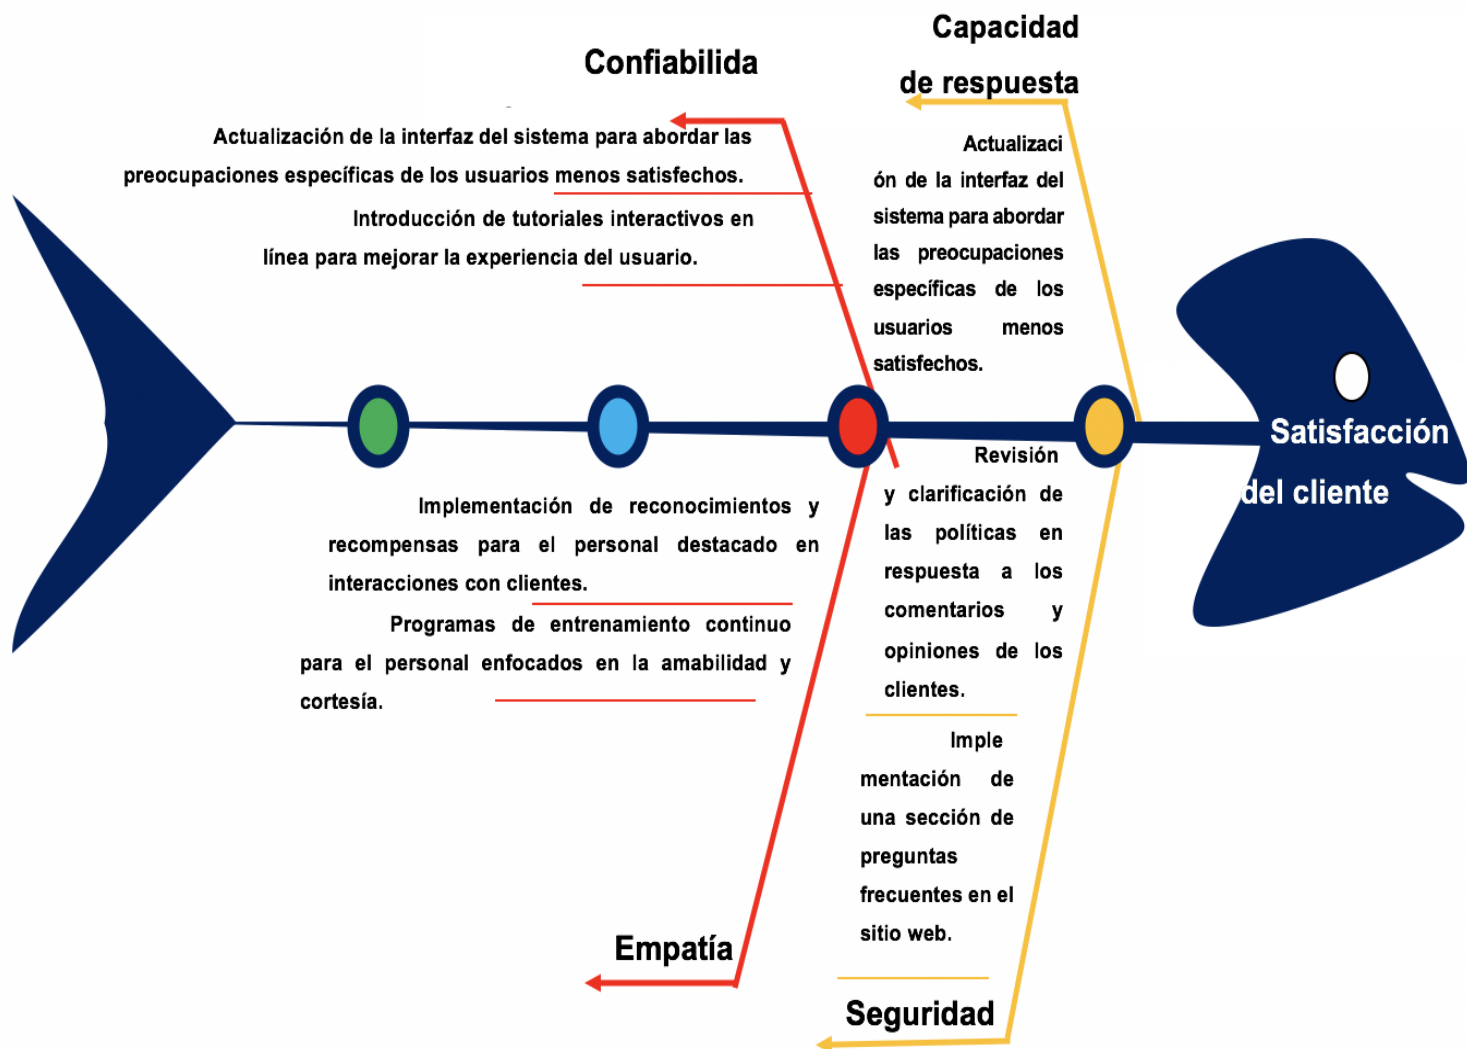 Confiabilida
Actualización de la interfaz del sistema para abordar las
preocupaciones específicas de los usuarios menos satisfechos.
Introducción de tutoriales interactivos en
línea para mejorar la experiencia del usuario.
Capacidad
de respuesta
Actualizaci
ón de la interfaz del
sistema para abordar
las preocupaciones
específicas de los
usuarios menos
satisfechos.
Satisfacción
del cliente
Implementación de reconocimientos y
recompensas para el personal destacado en
interacciones con clientes.
Programas de entrenamiento continuo
para el personal enfocados en la amabilidad y
cortesía.
Empatía
Revisión
y clarificación de
las políticas en
respuesta a los
comentarios y
opiniones de los
clientes.
Imple
mentación de
una sección de
preguntas
frecuentes en el
sitio web.
Seguridad